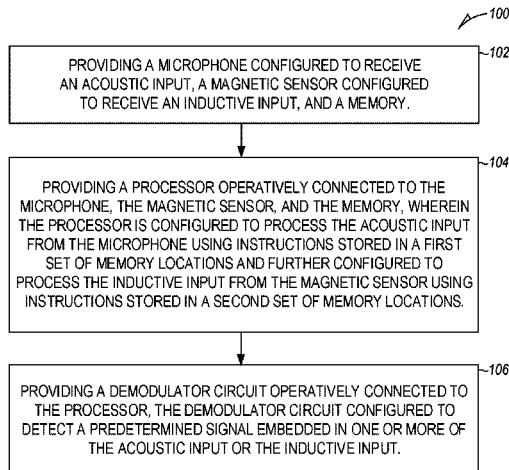 100
102
PROVIDING A MICROPHONE CONFIGURED TO RECEIVE
AN ACOUSTIC INPUT, A MAGNETIC SENSOR CONFIGURED
TO RECEIVE AN INDUCTIVE INPUT, AND A MEMORY.
104
PROVIDING A PROCESSOR OPERATIVELY CONNECTED TO THE
MICROPHONE, THE MAGNETIC SENSOR, AND THE MEMORY, WHEREIN
THE PROCESSOR IS CONFIGURED TO PROCESS THE ACOUSTIC INPUT
FROM THE MICROPHONE USING INSTRUCTIONS STORED IN A FIRST
SET OF MEMORY LOCATIONS AND FURTHER CONFIGURED TO
PROCESS THE INDUCTIVE INPUT FROM THE MAGNETIC SENSOR USING
INSTRUCTIONS STORED IN A SECOND SET OF MEMORY LOCATIONS.
106
PROVIDING A DEMODULATOR CIRCUIT OPERATIVELY CONNECTED TO
THE PROCESSOR, THE DEMODULATOR CIRCUIT CONFIGURED TO
DETECT A PREDETERMINED SIGNAL EMBEDDED IN ONE OR MORE OF
THE ACOUSTIC INPUT OR THE INDUCTIVE INPUT.